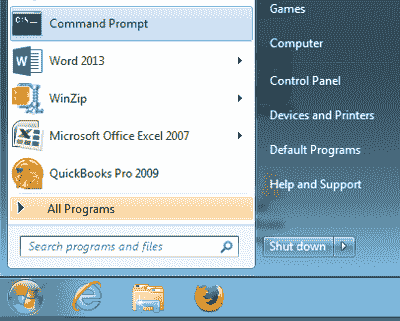 Command Prompt
Word 2013
WinZip
Microsoft Office Excel 2007
QuickBooks Pro 2009
All Programs
Search programs and files
Games
Computer
Control Panel
Devices and Printers
Default Programs
Help and Support
Shut down